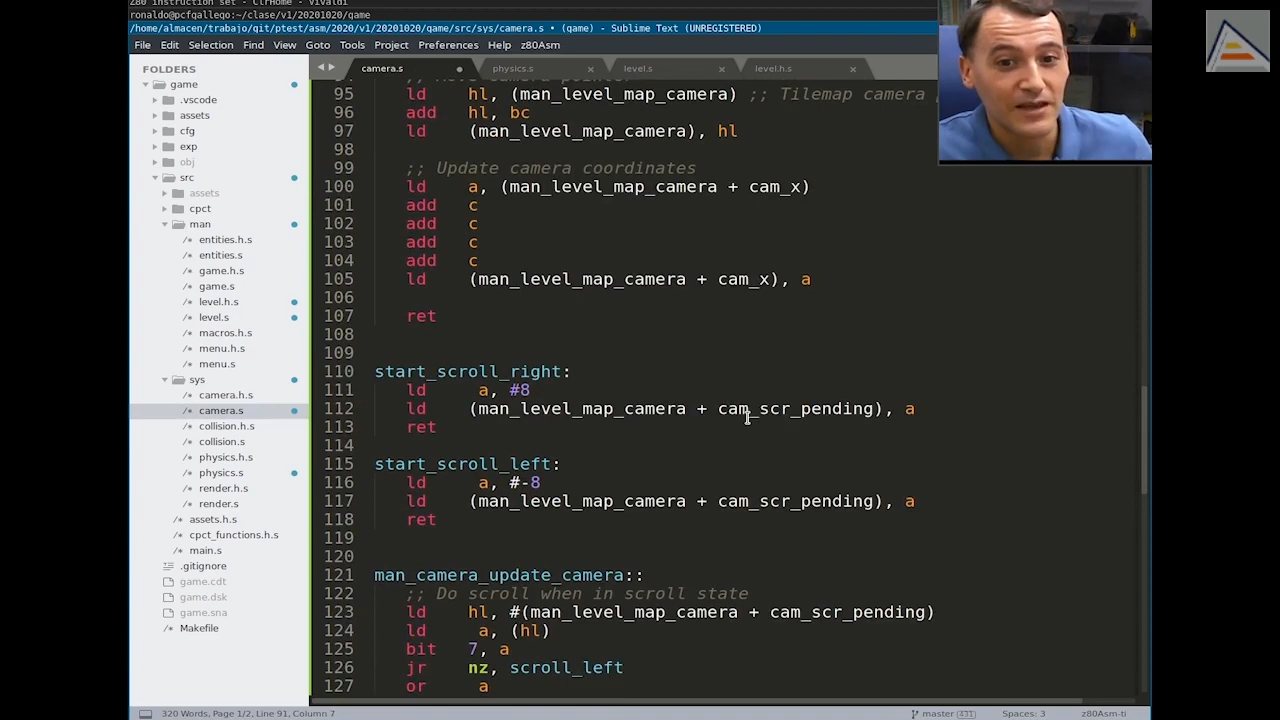 Z80 instruction set - ClrHome - Vivaldi
ronaldo@pcfgallego:~/clase/v1/20201020/game
/home/almacen/trabajo/git/ptest/asm/2020/v1/20201020/game/src/sys/camera.s • (game) - Sublime Text (UNREGISTERED)
File Edit Selection Find View Goto Tools Project Preferences Help z80Asm
FOLDERS
game
.vscode
assets
cfg
exp
obj
src
assets
cpct
man
entities.h.s
entities.s
game.h.s
game.s
level.h.s
level.s
macros.h.s
menu.h.s
menu.s
sys
camera.h.s
camera.s
collision.h.s
collision.s
physics.h.s
physics.s
render.h.s
render.s
assets.h.s
cpct_functions.h.s
main.s
.gitignore
game.cdt
game.dsk
game.sna
Makefile
camera.s physics.s level.s level.h.s
94 ;; Move camera pointer
95 ld hl, (man_level_map_camera) ;; Tilemap camera
96 add hl, bc
97 ld (man_level_map_camera), hl
98
99 ;; Update camera coordinates
100 ld a, (man_level_map_camera + cam_x)
101 add c
102 add c
103 add c
104 add c
105 ld (man_level_map_camera + cam_x), a
106
107 ret
108
109
110 start_scroll_right:
111 ld a, #8
112 ld (man_level_map_camera + cam_scr_pending), a
113 ret
114
115 start_scroll_left:
116 ld a, #-8
117 ld (man_level_map_camera + cam_scr_pending), a
118 ret
119
120
121 man_camera_update_camera::
122 ;; Do scroll when in scroll state
123 ld hl, #(man_level_map_camera + cam_scr_pending)
124 ld a, (hl)
125 bit 7, a
126 jr nz, scroll_left
127 or a
320 Words, Page 1/2, Line 91, Column 7 master 431 Spaces: 3 z80Asm-ti